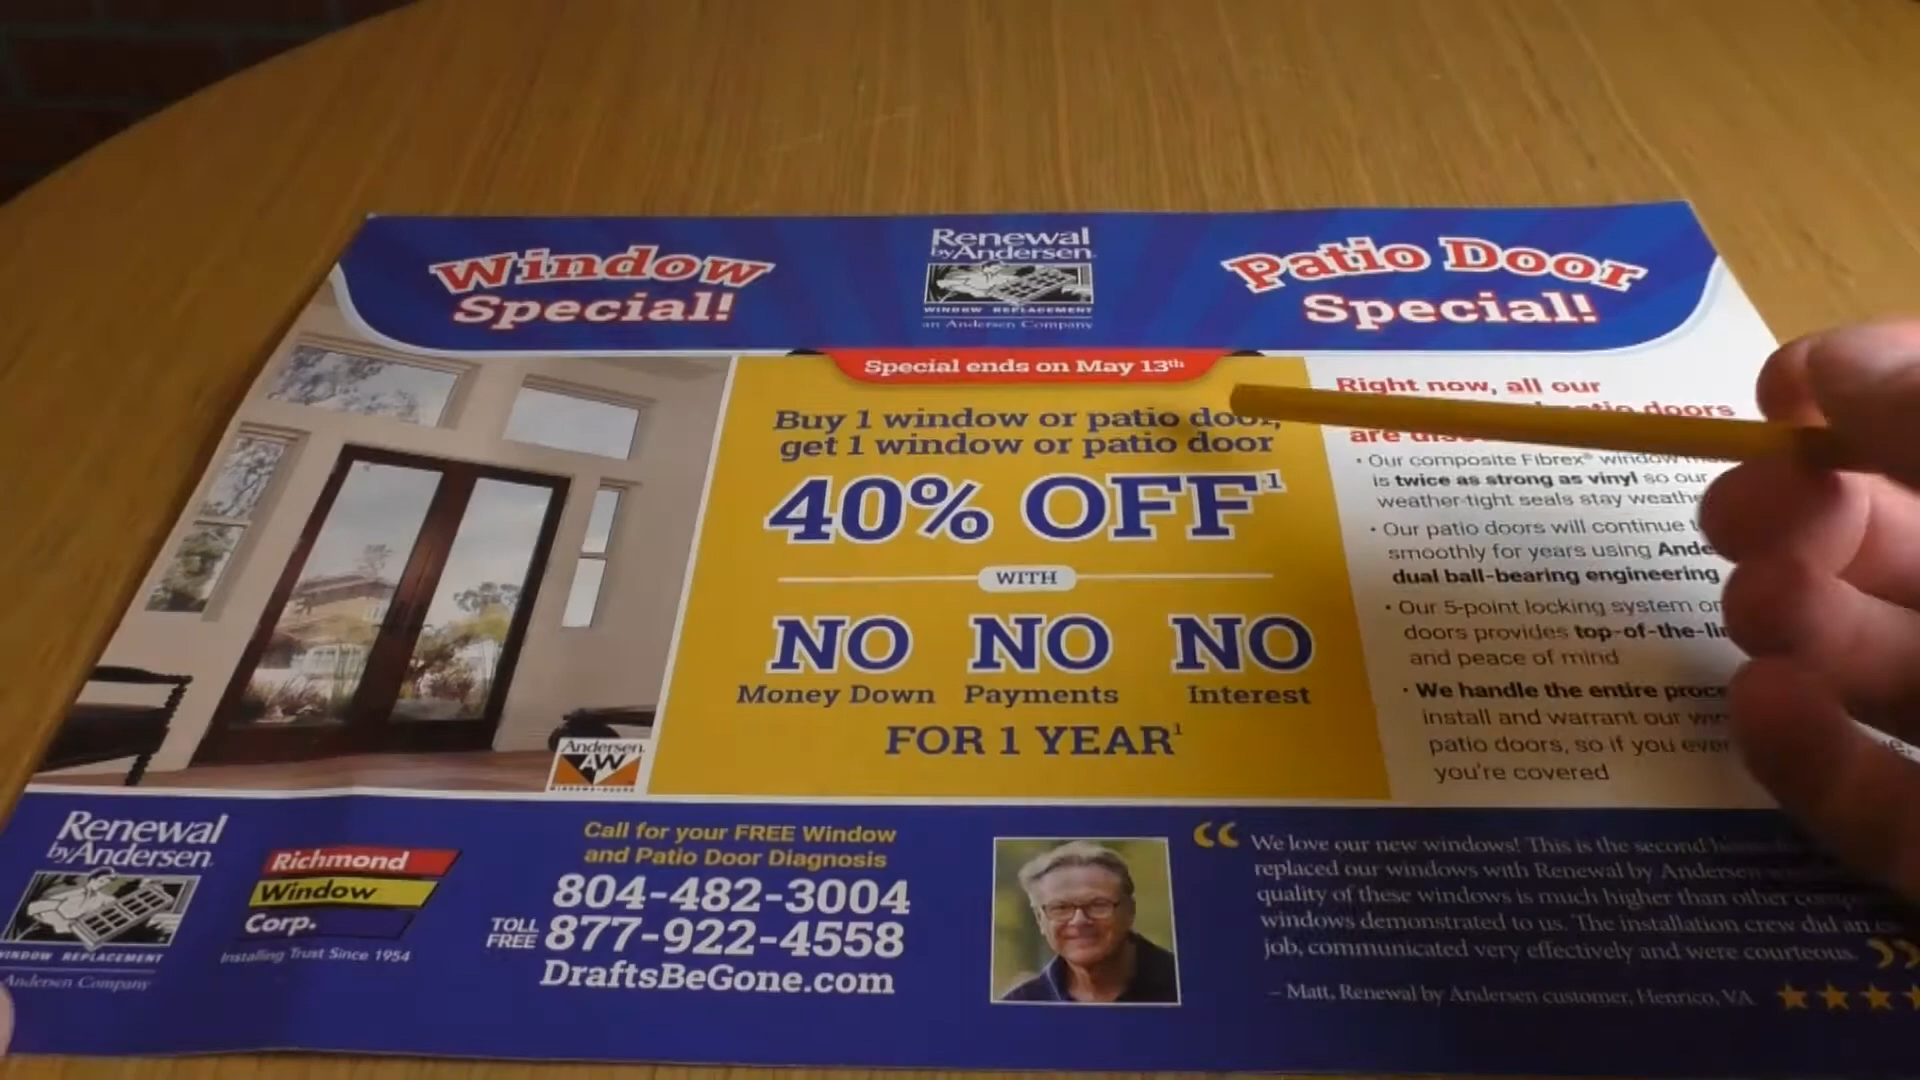 Window
Special!
Renewal
by Andersen
WINDOW REPLACEMENT
an Andersen Company
Patio Door
Special!
Special ends on May 13th
Buy 1 window or patio door,
get 1 window or patio door
40% OFF¹
WITH
NO NO NO
Money Down Payments Interest
FOR 1 YEAR¹
Andersen
AW
WINDOWS•DOORS
Right now, all our
patio doors
are
• Our composite Fibrex® window
is twice as strong as vinyl so our
weather-tight seals stay
• Our patio doors will continue
smoothly for years using
dual ball-bearing engineering
• Our 5-point locking system
doors provides
and peace of mind
• We handle the entire
install and warrant our
patio doors, so if you ever
you're covered
Renewal
by Andersen
WINDOW REPLACEMENT
Andersen Company
Richmond
Window
Corp.
Installing Trust Since 1954
Call for your FREE Window
and Patio Door Diagnosis
804-482-3004
TOLL FREE 877-922-4558
DraftsBeGone.com
“ We love our new windows! This is the second
replaced our windows with Renewal by Andersen
quality of these windows is much higher than other
windows demonstrated to us. The installation crew did an
job, communicated very effectively and were courteous. ”
– Matt, Renewal by Andersen customer, Henrico, VA